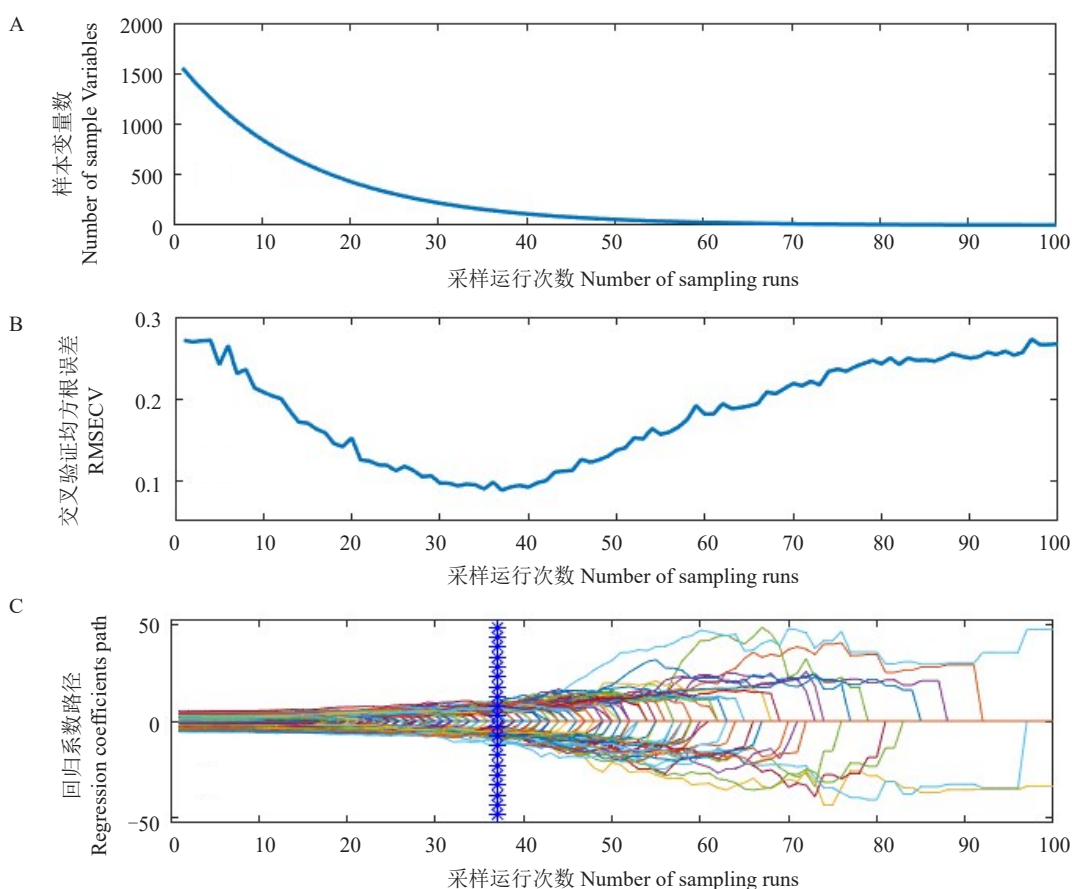 A
样本变量数
Number of sample Variables
2000
1500
1000
500
0
0 10 20 30 40 50 60 70 80 90 100
采样运行次数 Number of sampling runs
B
交叉验证均方根误差
RMSECV
0.3
0.2
0.1
0 10 20 30 40 50 60 70 80 90 100
采样运行次数 Number of sampling runs
C
回归系数路径
Regression coefficients path
50
0
−50
0 10 20 30 40 50 60 70 80 90 100
采样运行次数 Number of sampling runs